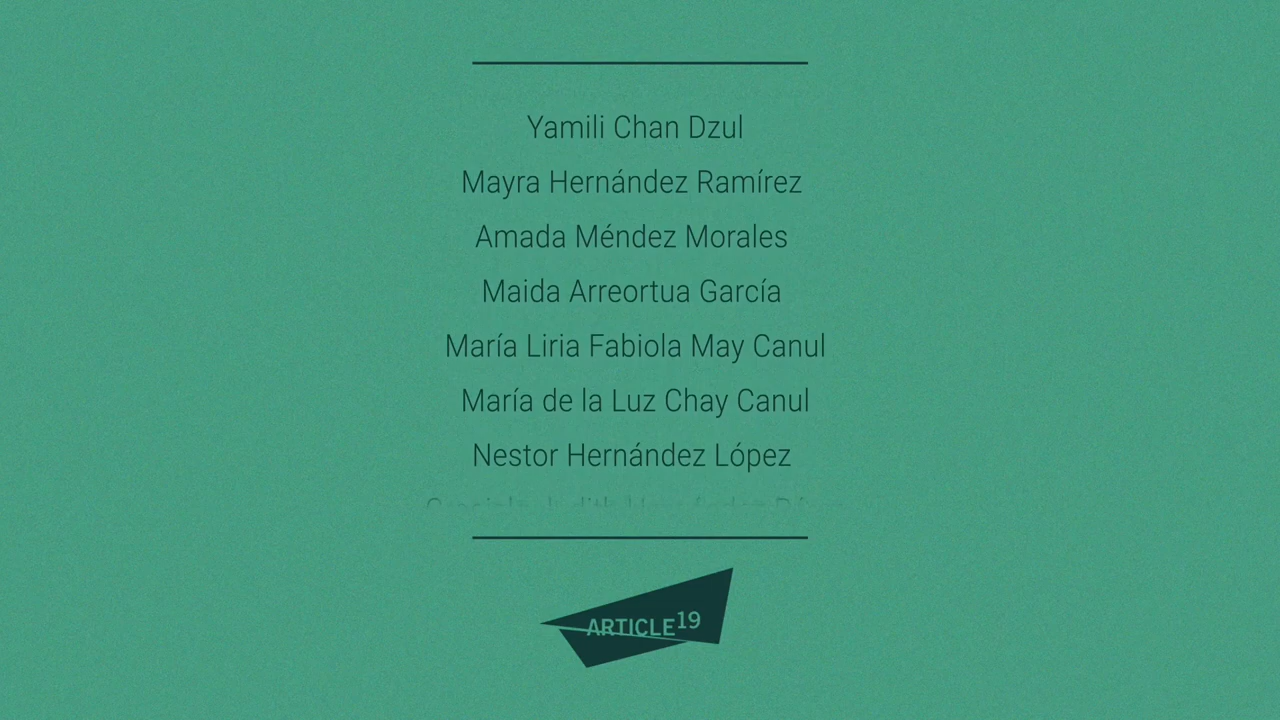 Yamili Chan Dzul
Mayra Hernández Ramírez
Amada Méndez Morales
Maida Arreortua García
María Liria Fabiola May Canul
María de la Luz Chay Canul
Nestor Hernández López
ARTICLE 19